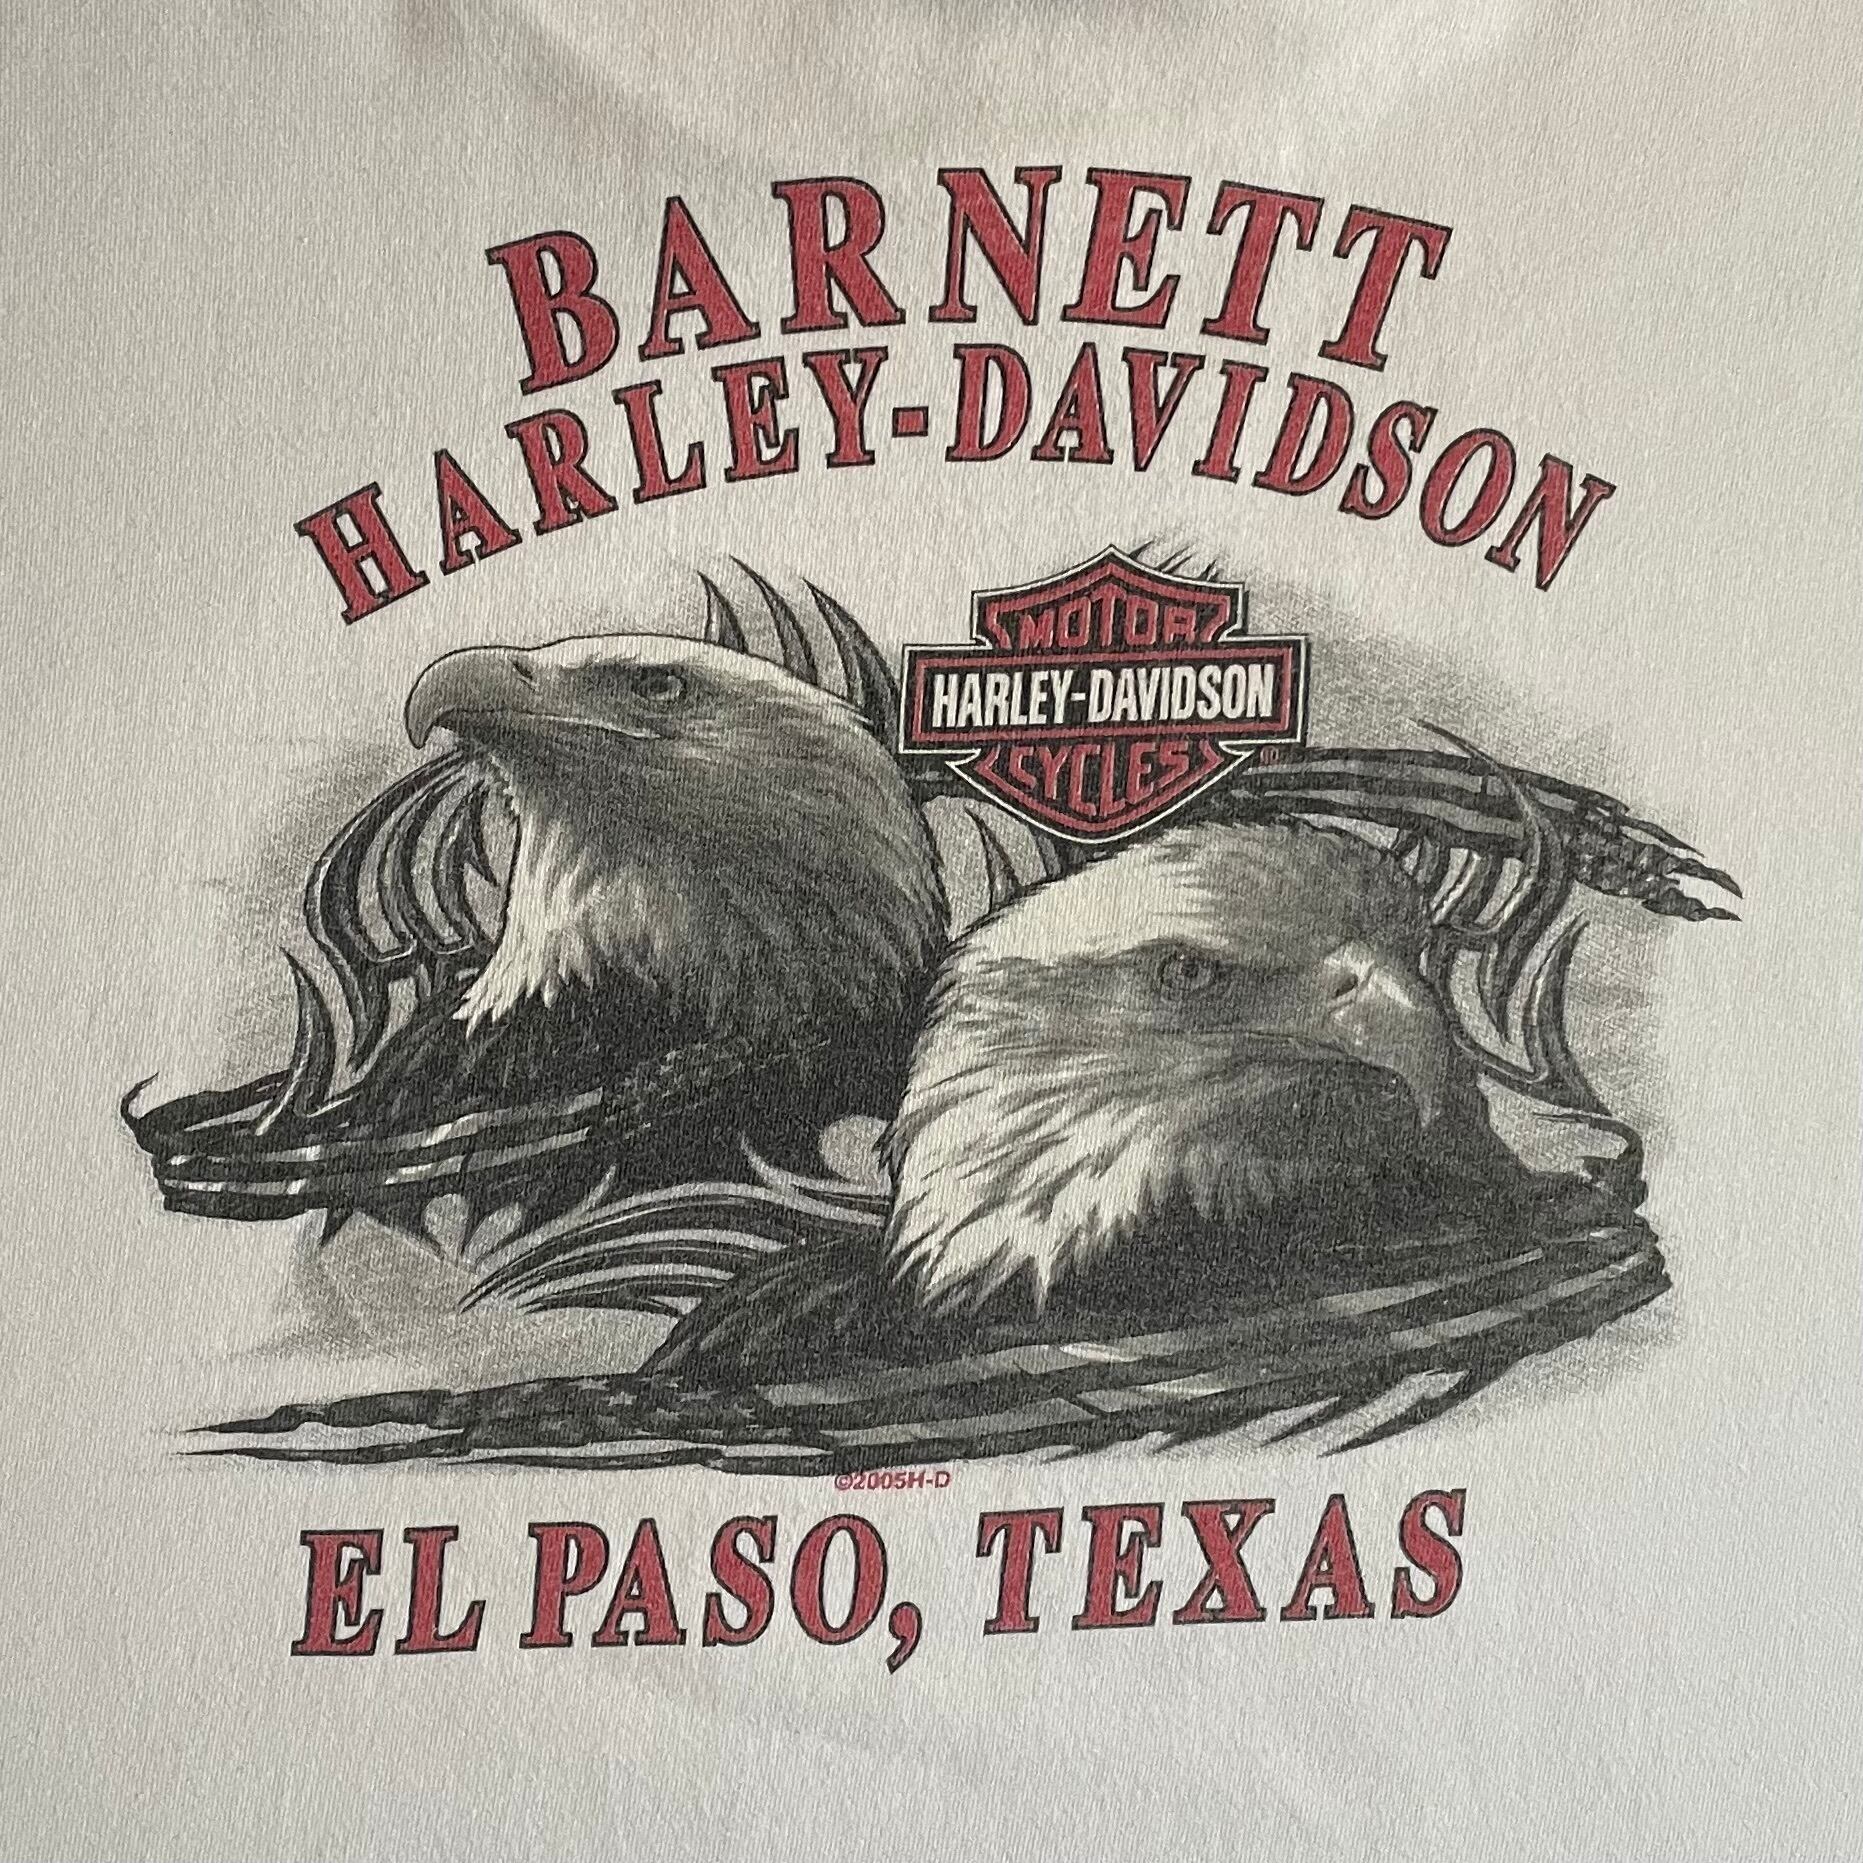 BARNETT
HARLEY-DAVIDSON
MOTOR
HARLEY-DAVIDSON
CYCLES
®
©2005H-D
EL PASO, TEXAS